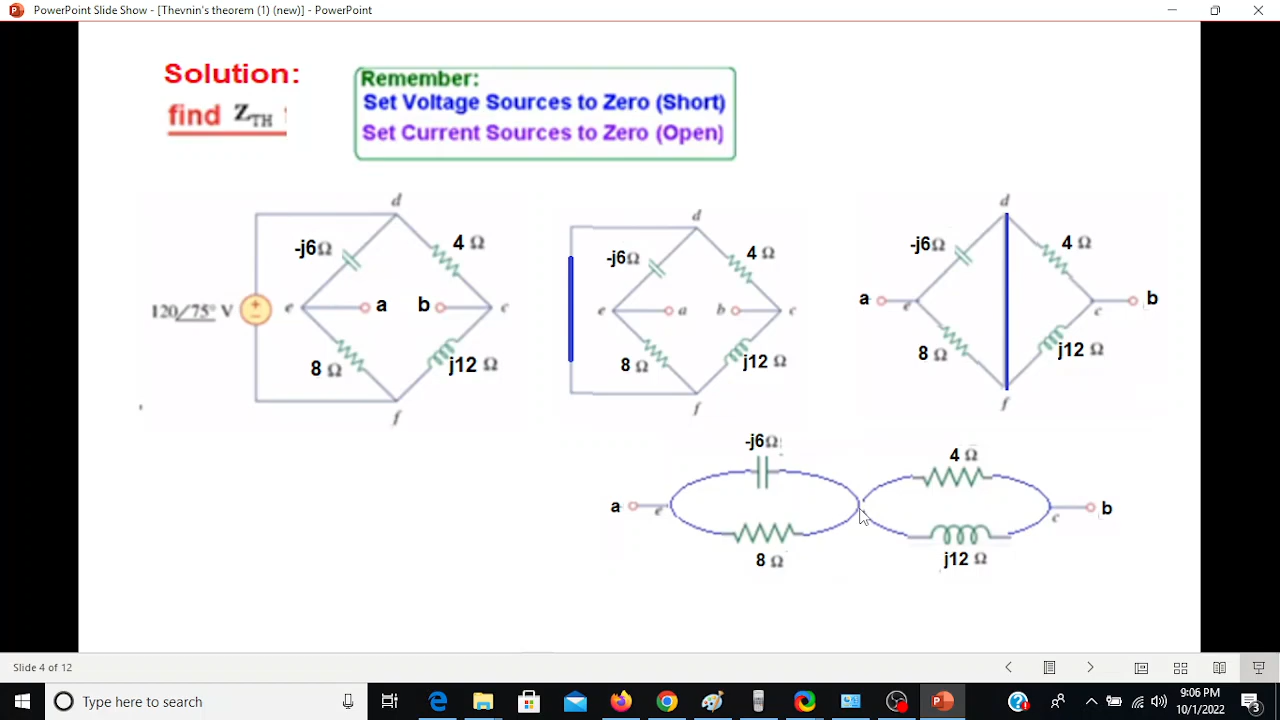 PowerPoint Slide Show - [Thevnin's theorem (1) (new)] - PowerPoint
Solution:
find Z_TH
Remember:
Set Voltage Sources to Zero (Short)
Set Current Sources to Zero (Open)
d
-j6Ω
4 Ω
120/75° V
e
a
b
c
8 Ω
j12 Ω
f
d
-j6Ω
4 Ω
e
a
b
c
8 Ω
j12 Ω
f
d
-j6Ω
4 Ω
a
e
c
b
8 Ω
j12 Ω
f
-j6Ω
4 Ω
a
e
c
b
8 Ω
j12 Ω
Slide 4 of 12
Type here to search
9:06 PM
10/1/2022
3